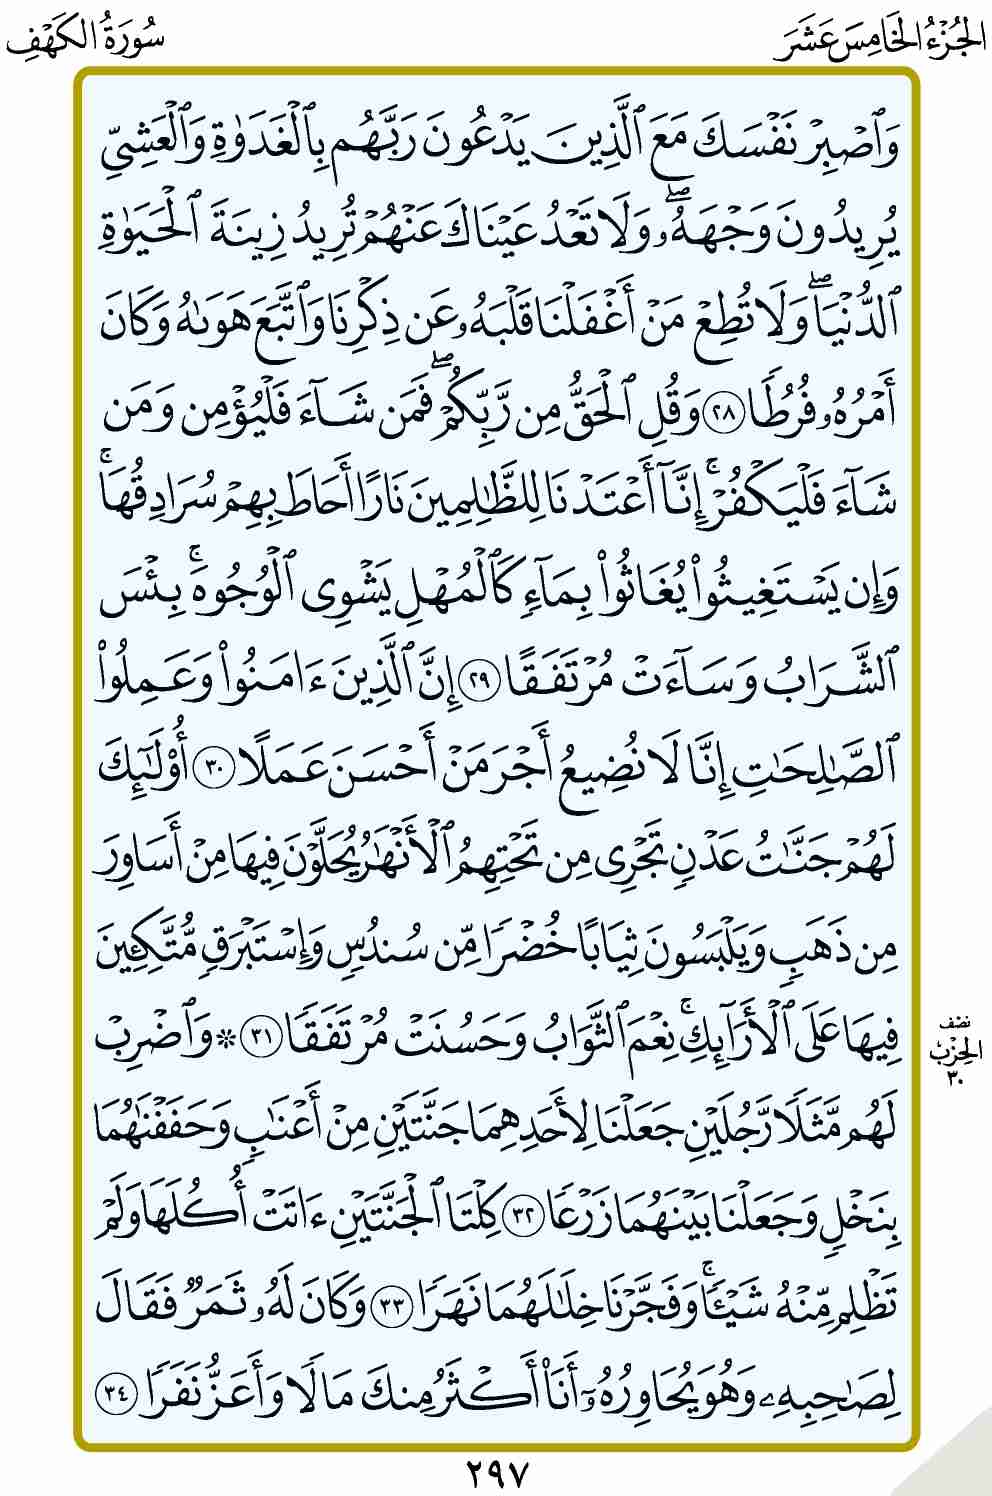 الجُزْءُ الخَامِسَ عَشَرَ
سُورَةُ الكَهْفِ
وَٱصْبِرْ نَفْسَكَ مَعَ ٱلَّذِينَ يَدْعُونَ رَبَّهُم بِٱلْغَدَوٰةِ وَٱلْعَشِىِّ
يُرِيدُونَ وَجْهَهُۥۖ وَلَا تَعْدُ عَيْنَاكَ عَنْهُمْ تُرِيدُ زِينَةَ ٱلْحَيَوٰةِ
ٱلدُّنْيَاۖ وَلَا تُطِعْ مَنْ أَغْفَلْنَا قَلْبَهُۥ عَن ذِكْرِنَا وَٱتَّبَعَ هَوَىٰهُ وَكَانَ
أَمْرُهُۥ فُرُطًا ٢٨ وَقُلِ ٱلْحَقُّ مِن رَّبِّكُمْۖ فَمَن شَآءَ فَلْيُؤْمِن وَمَن
شَآءَ فَلْيَكْفُرْۚ إِنَّآ أَعْتَدْنَا لِلظَّـٰلِمِينَ نَارًا أَحَاطَ بِهِمْ سُرَادِقُهَاۚ
وَإِن يَسْتَغِيثُوا۟ يُغَاثُوا۟ بِمَآءٍ كَٱلْمُهْلِ يَشْوِى ٱلْوُجُوهَۚ بِئْسَ
ٱلشَّرَابُ وَسَآءَتْ مُرْتَفَقًا ٢٩ إِنَّ ٱلَّذِينَ ءَامَنُوا۟ وَعَمِلُوا۟
ٱلصَّـٰلِحَـٰتِ إِنَّا لَا نُضِيعُ أَجْرَ مَنْ أَحْسَنَ عَمَلًا ٣٠ أُو۟لَـٰٓئِكَ
لَهُمْ جَنَّـٰتُ عَدْنٍ تَجْرِى مِن تَحْتِهِمُ ٱلْأَنْهَـٰرُ يُحَلَّوْنَ فِيهَا مِنْ أَسَاوِرَ
مِن ذَهَبٍ وَيَلْبَسُونَ ثِيَابًا خُضْرًا مِّن سُندُسٍ وَإِسْتَبْرَقٍ مُّتَّكِـِٔينَ
فِيهَا عَلَى ٱلْأَرَآئِكِۚ نِعْمَ ٱلثَّوَابُ وَحَسُنَتْ مُرْتَفَقًا ٣١ ۞ وَٱضْرِبْ
نصف
الحِزْب
٣٠
لَهُم مَّثَلًا رَّجُلَيْنِ جَعَلْنَا لِأَحَدِهِمَا جَنَّتَيْنِ مِنْ أَعْنَـٰبٍ وَحَفَفْنَـٰهُمَا
بِنَخْلٍ وَجَعَلْنَا بَيْنَهُمَا زَرْعًا ٣٢ كِلْتَا ٱلْجَنَّتَيْنِ ءَاتَتْ أُكُلَهَا وَلَمْ
تَظْلِم مِّنْهُ شَيْـًٔاۚ وَفَجَّرْنَا خِلَـٰلَهُمَا نَهَرًا ٣٣ وَكَانَ لَهُۥ ثَمَرٌ فَقَالَ
لِصَـٰحِبِهِۦ وَهُوَ يُحَاوِرُهُۥٓ أَنَا۠ أَكْثَرُ مِنكَ مَالًا وَأَعَزُّ نَفَرًا ٣٤
٢٩٧